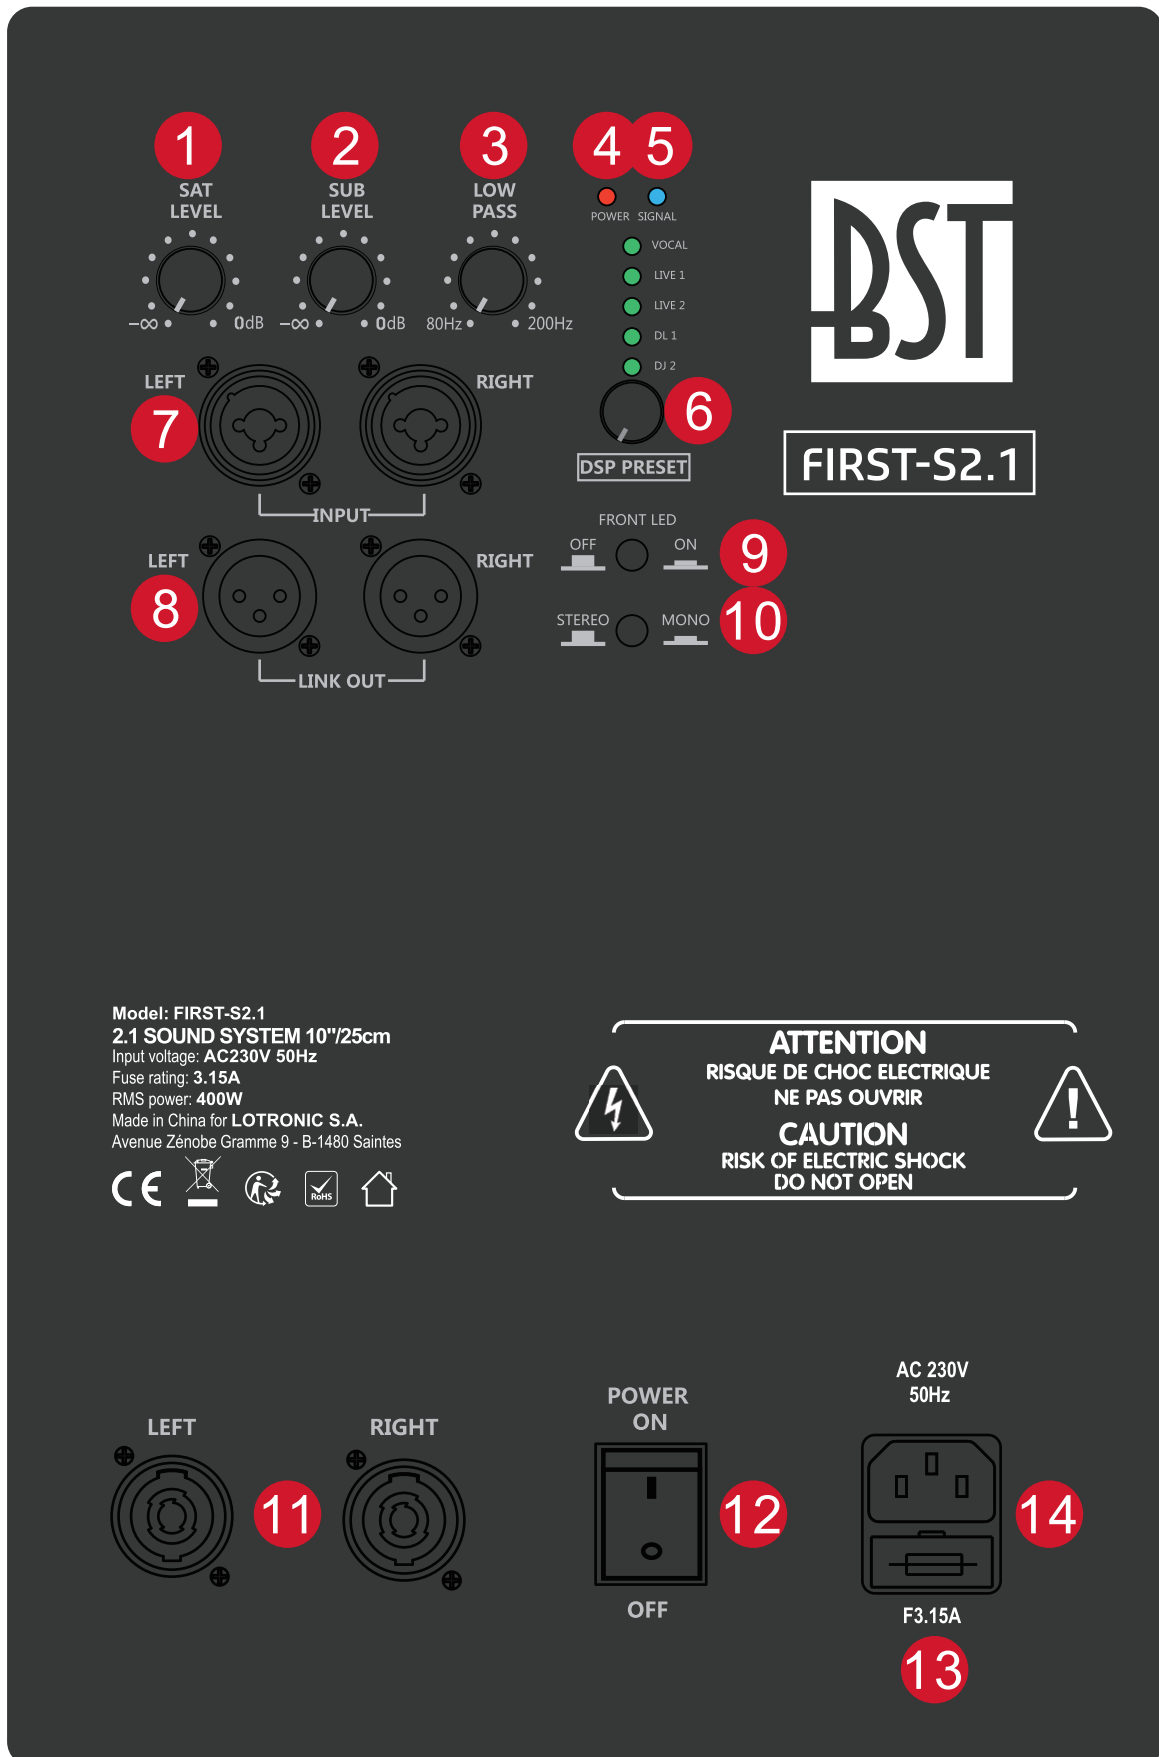 1
2
3
4
5
SAT
LEVEL
SUB
LEVEL
LOW
PASS
POWER
SIGNAL
VOCAL
LIVE 1
LIVE 2
DL 1
DJ 2
-∞
0dB
-∞
0dB
80Hz
200Hz
BST
LEFT
RIGHT
7
6
DSP PRESET
FIRST-S2.1
INPUT
FRONT LED
OFF
ON
9
LEFT
RIGHT
8
STEREO
MONO
10
LINK OUT
Model: FIRST-S2.1
2.1 SOUND SYSTEM 10"/25cm
Input voltage: AC230V 50Hz
Fuse rating: 3.15A
RMS power: 400W
Made in China for LOTRONIC S.A.
Avenue Zénobe Gramme 9 - B-1480 Saintes
CE
RoHS
ATTENTION
RISQUE DE CHOC ELECTRIQUE
NE PAS OUVRIR
CAUTION
RISK OF ELECTRIC SHOCK
DO NOT OPEN
LEFT
RIGHT
11
POWER
ON
12
OFF
AC 230V
50Hz
14
F3.15A
13